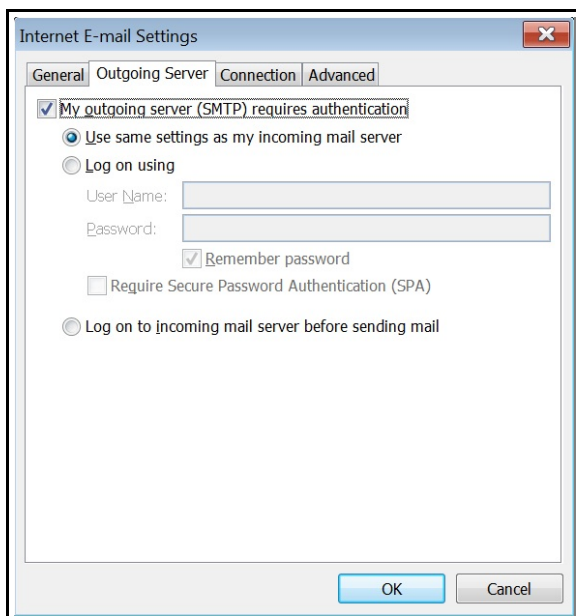 Internet E-mail Settings
General Outgoing Server Connection Advanced
My outgoing server (SMTP) requires authentication
Use same settings as my incoming mail server
Log on using
User Name:
Password:
Remember password
Require Secure Password Authentication (SPA)
Log on to incoming mail server before sending mail
OK Cancel